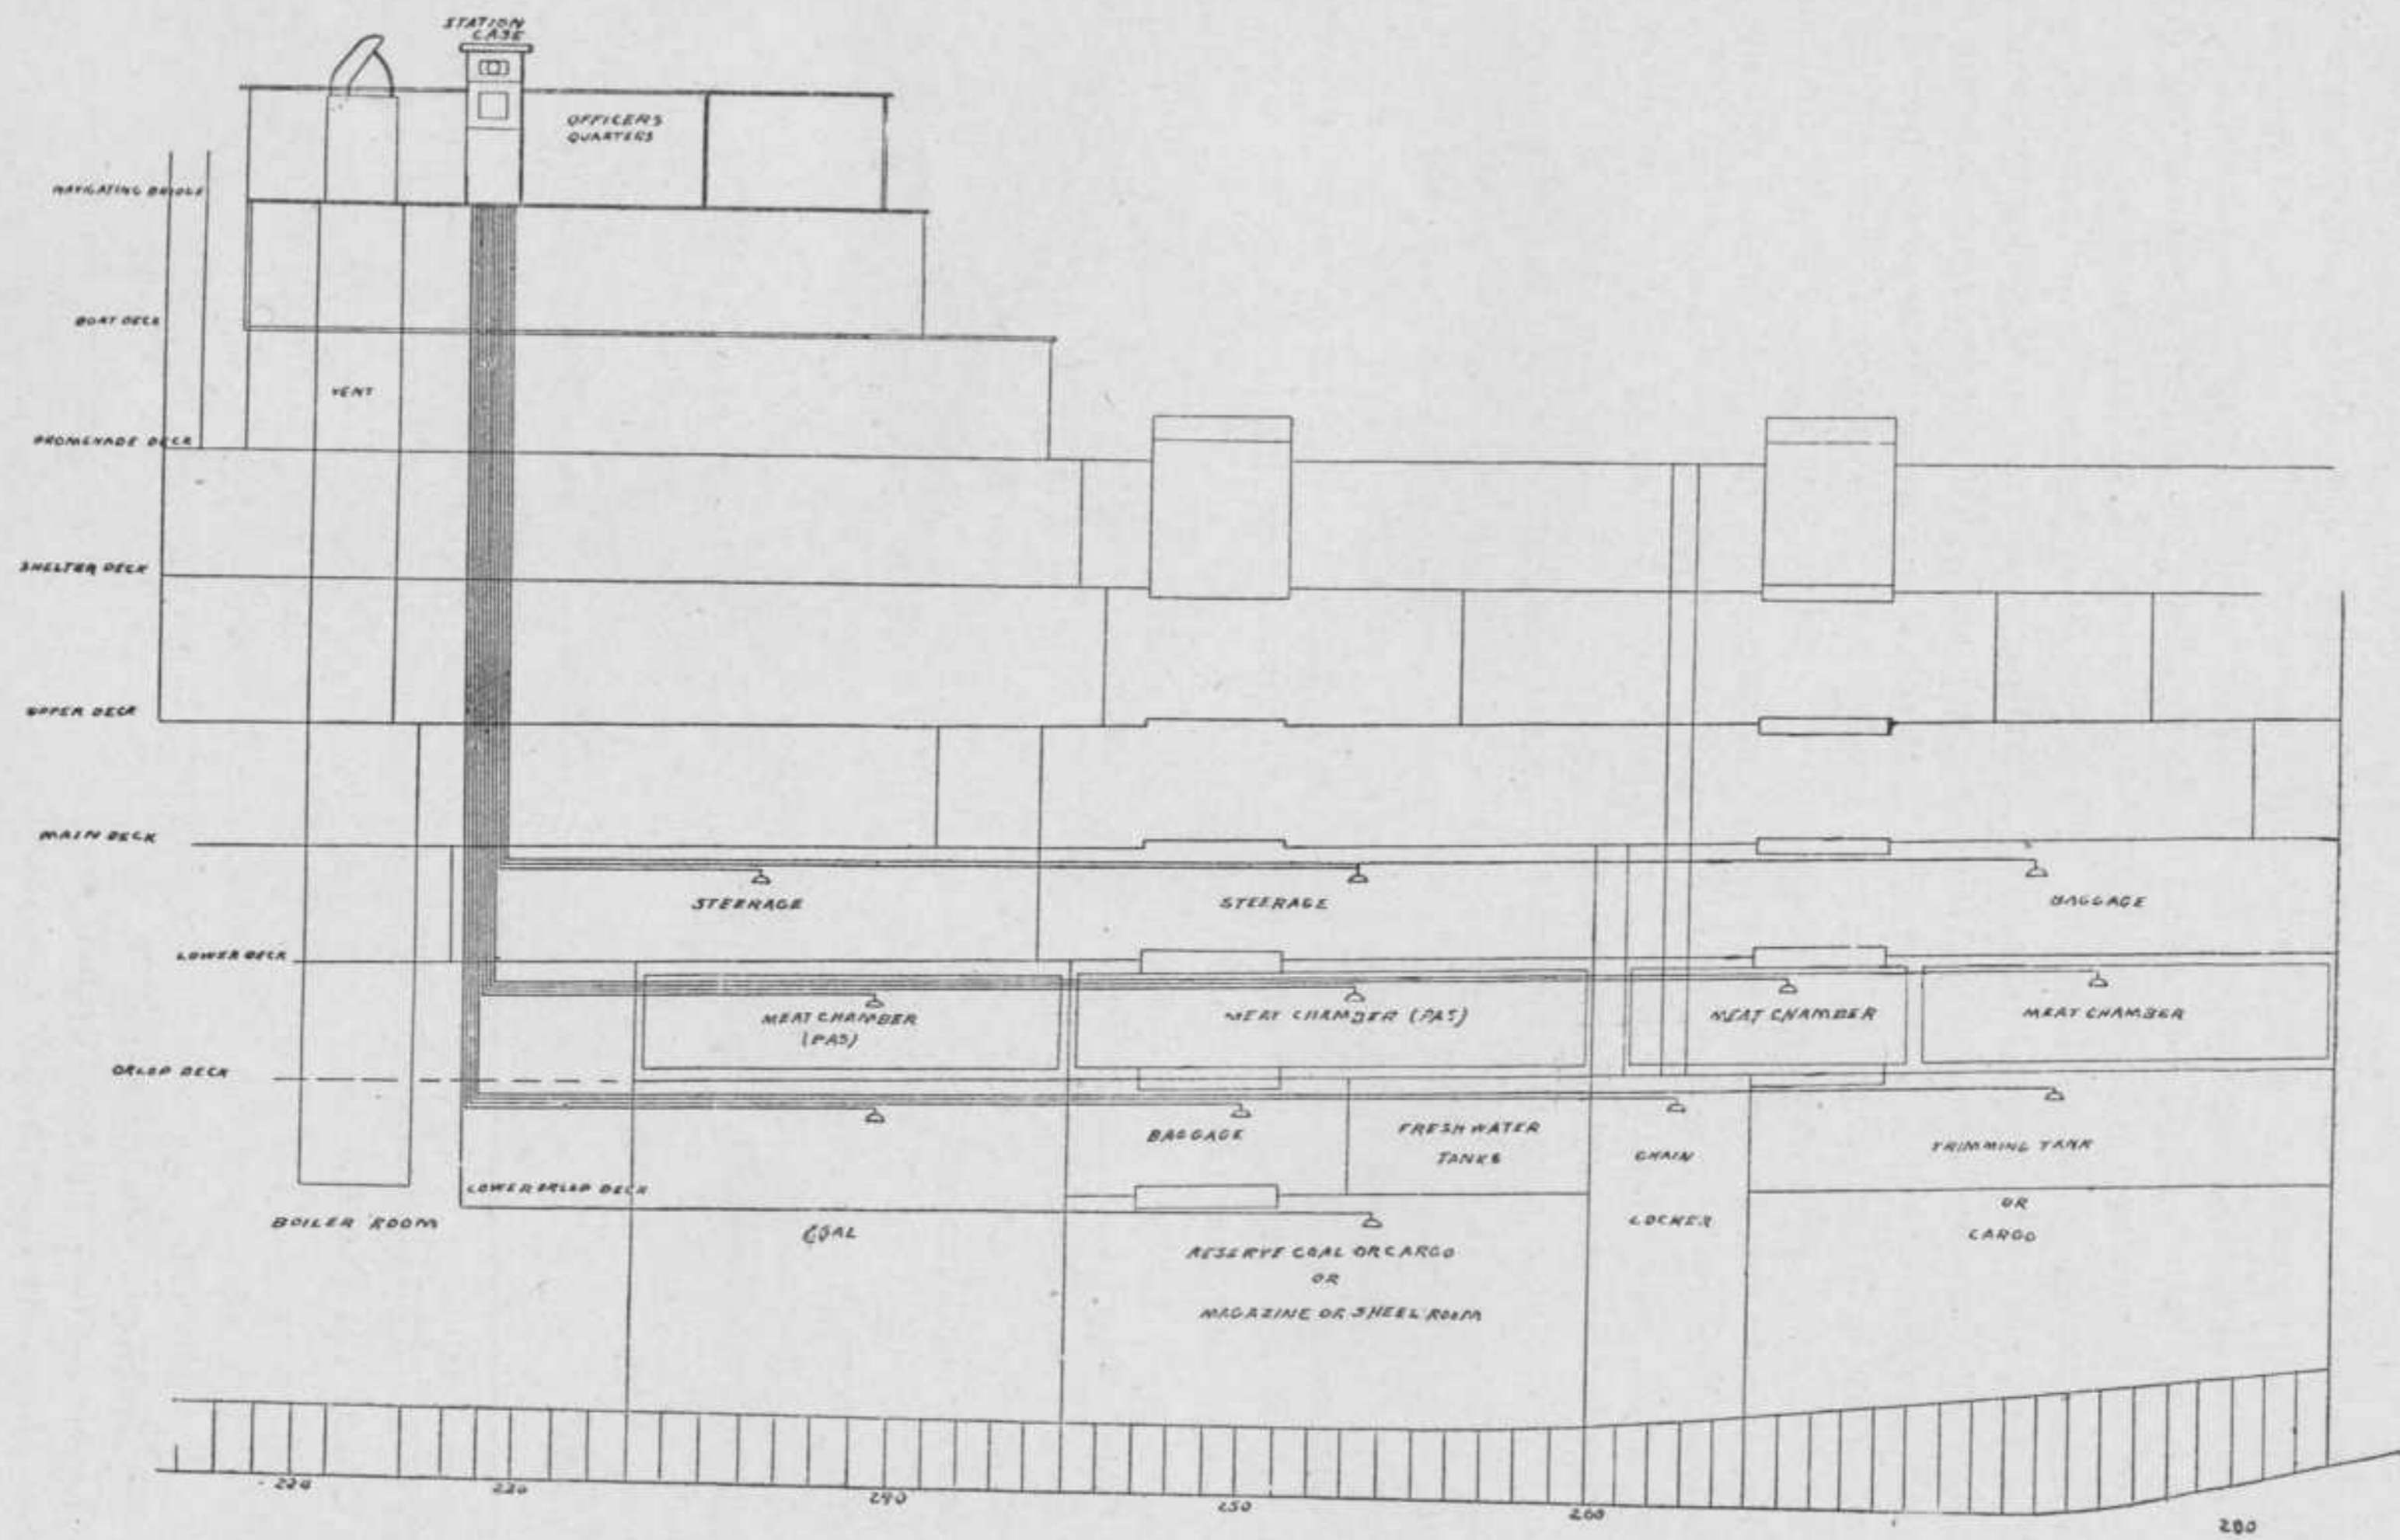 STATION
CASE
OFFICERS
QUARTERS
NAVIGATING BRIDGE
BOAT DECK
VENT
PROMENADE DECK
SHELTER DECK
UPPER DECK
MAIN DECK
STEERAGE
STEERAGE
BAGGAGE
LOWER DECK
MEAT CHAMBER
(PAS)
MEAT CHAMBER (PAS)
MEAT CHAMBER
MEAT CHAMBER
ORLOP DECK
BAGGAGE
FRESH WATER
TANKS
CHAIN
LOCKER
TRIMMING TANK
OR
CARGO
LOWER ORLOP DECK
BOILER ROOM
COAL
RESERVE COAL OR CARGO
OR
MAGAZINE OR SHEEL ROOM
220
240
250
260
280